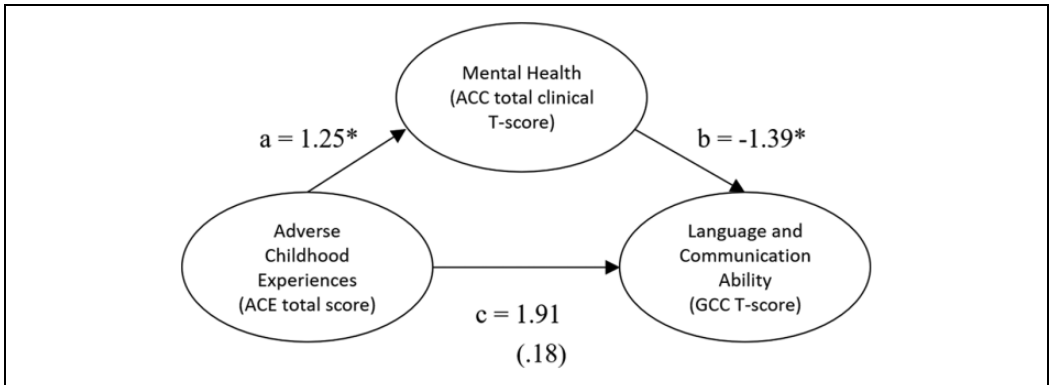 Mental Health
(ACC total clinical
T-score)
a = 1.25*
b = -1.39*
Adverse
Childhood
Experiences
(ACE total score)
Language and
Communication
Ability
(GCC T-score)
c = 1.91
(.18)